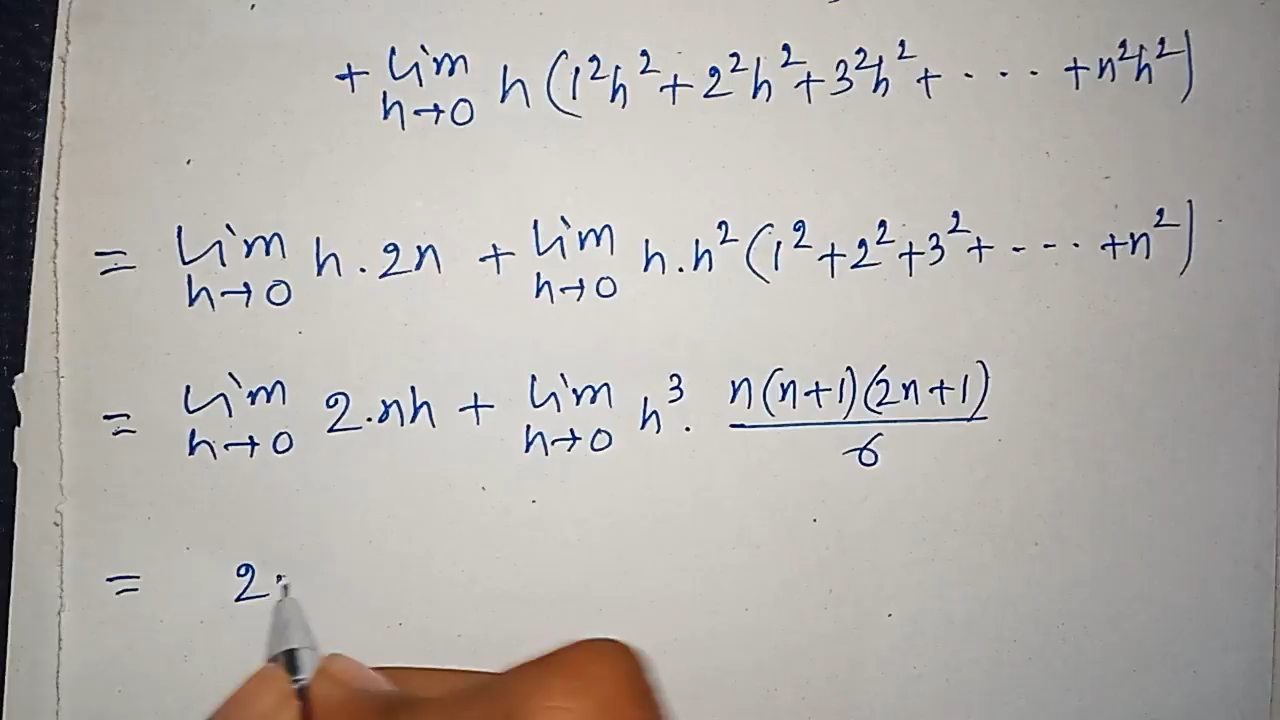 + lim h→0 h(1²h² + 2²h² + 3²h² + · · · · + n²h²)
= lim h→0 h . 2n + lim h→0 h . h² (1² + 2² + 3² + - - - · + n²)
= lim h→0 2 . nh + lim h→0 h³ . n(n+1)(2n+1)/6
= 2 .